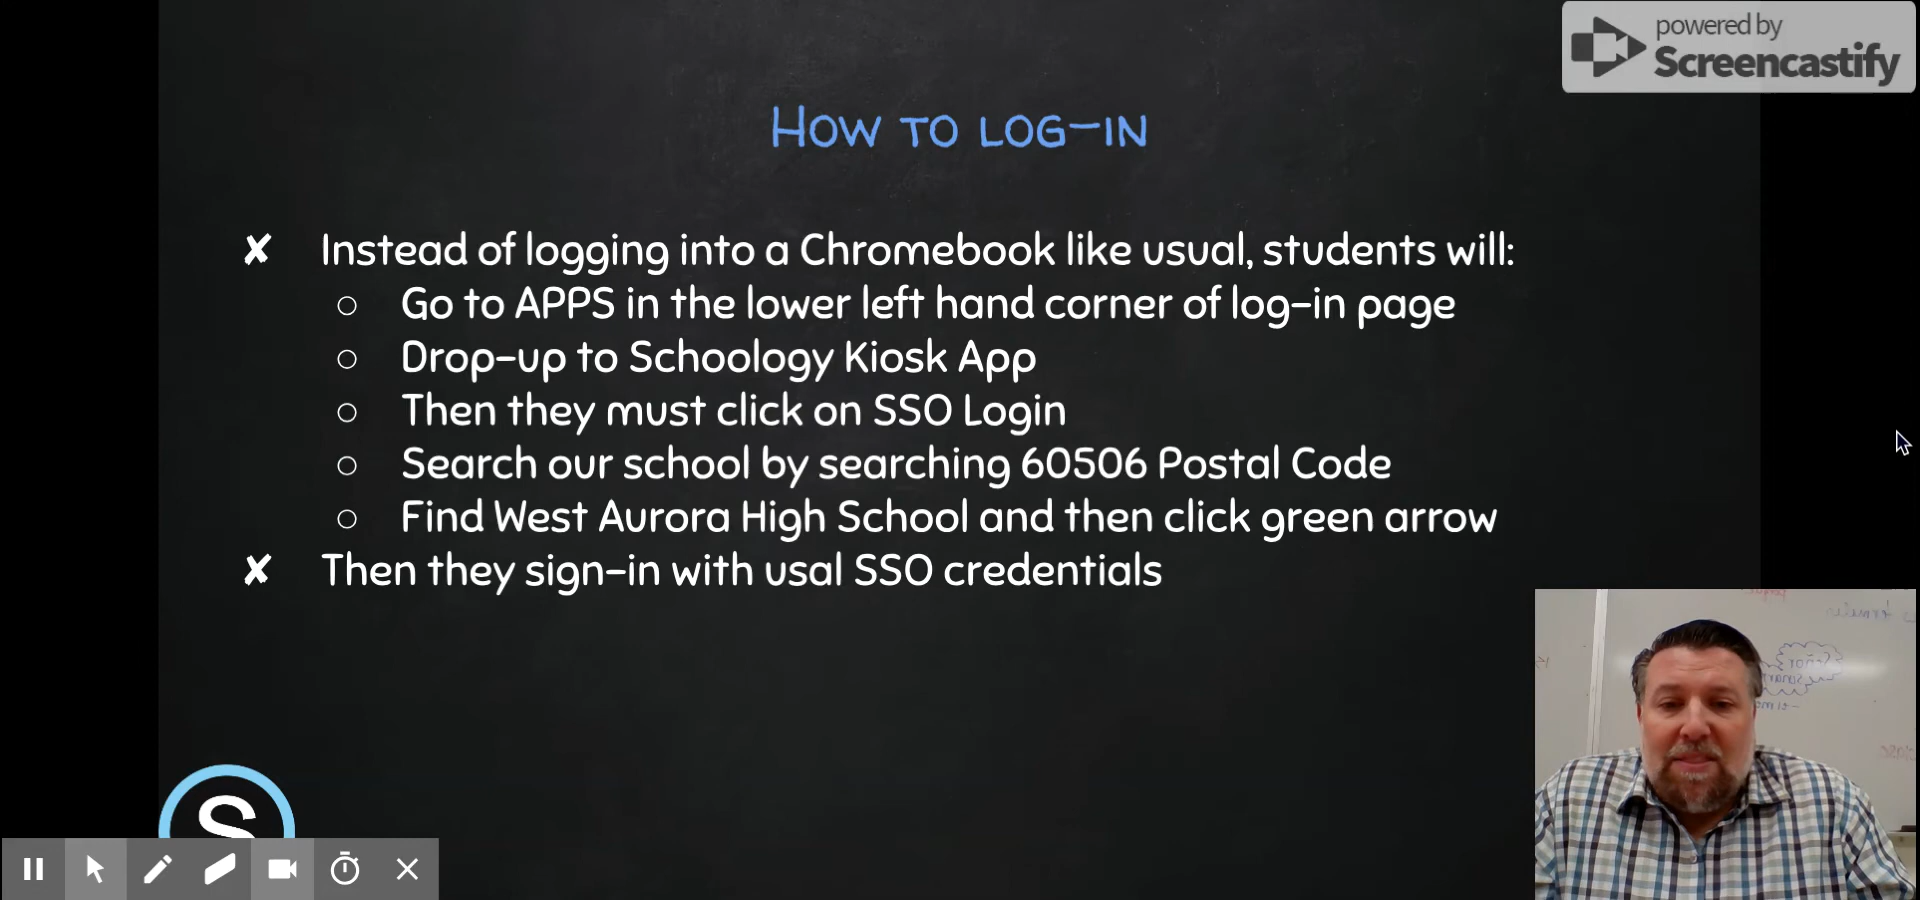 powered by
Screencastify
How to log-in
✘ Instead of logging into a Chromebook like usual, students will:
○ Go to APPS in the lower left hand corner of log-in page
○ Drop-up to Schoology Kiosk App
○ Then they must click on SSO Login
○ Search our school by searching 60506 Postal Code
○ Find West Aurora High School and then click green arrow
✘ Then they sign-in with usal SSO credentials
Señor
S